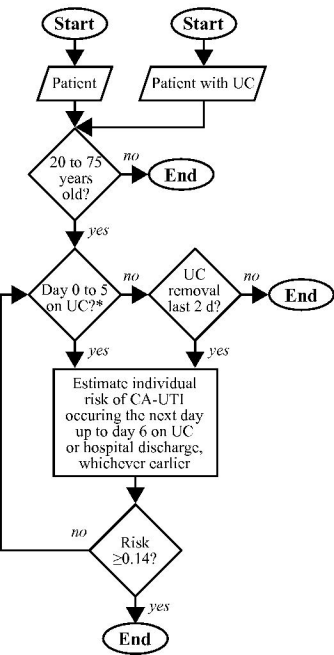 Start
Start
Patient
Patient with UC
20 to 75
years
old?
no
End
yes
Day 0 to 5
on UC?*
no
UC
removal
last 2 d?
no
End
yes
yes
Estimate individual
risk of CA-UTI
occuring the next day
up to day 6 on UC
or hospital discharge,
whichever earlier
no
Risk
≥0.14?
yes
End